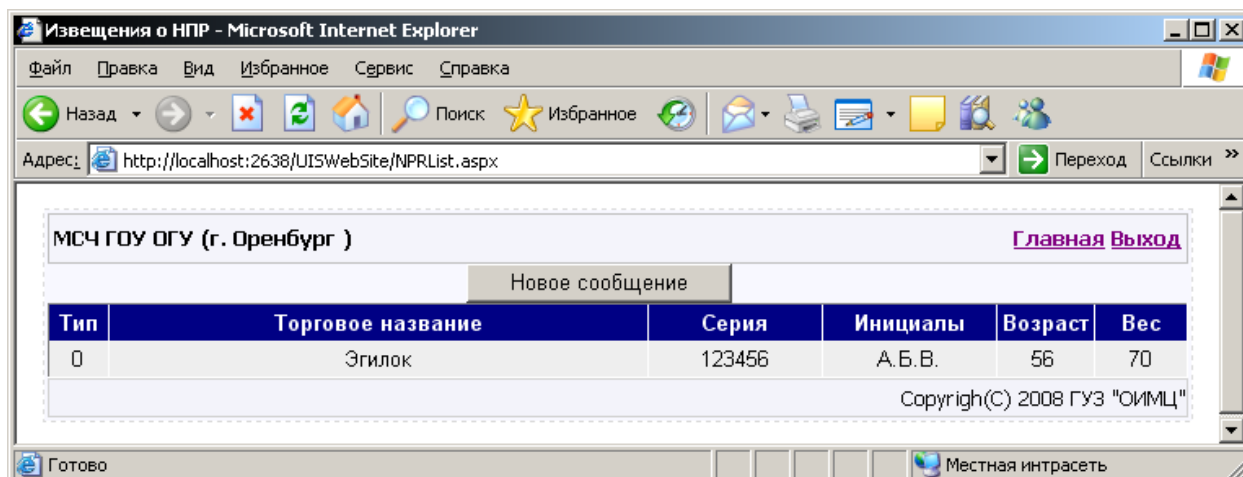 Извещения о НПР - Microsoft Internet Explorer
Файл Правка Вид Избранное Сервис Справка
Назад Поиск Избранное
Адрес: http://localhost:2638/UISWebSite/NPRList.aspx Переход Ссылки »
МСЧ ГОУ ОГУ (г. Оренбург ) Главная Выход
Новое сообщение
Тип Торговое название Серия Инициалы Возраст Вес
0 Эгилок 123456 А.Б.В. 56 70
Copyrigh(C) 2008 ГУЗ "ОИМЦ"
Готово Местная интрасеть